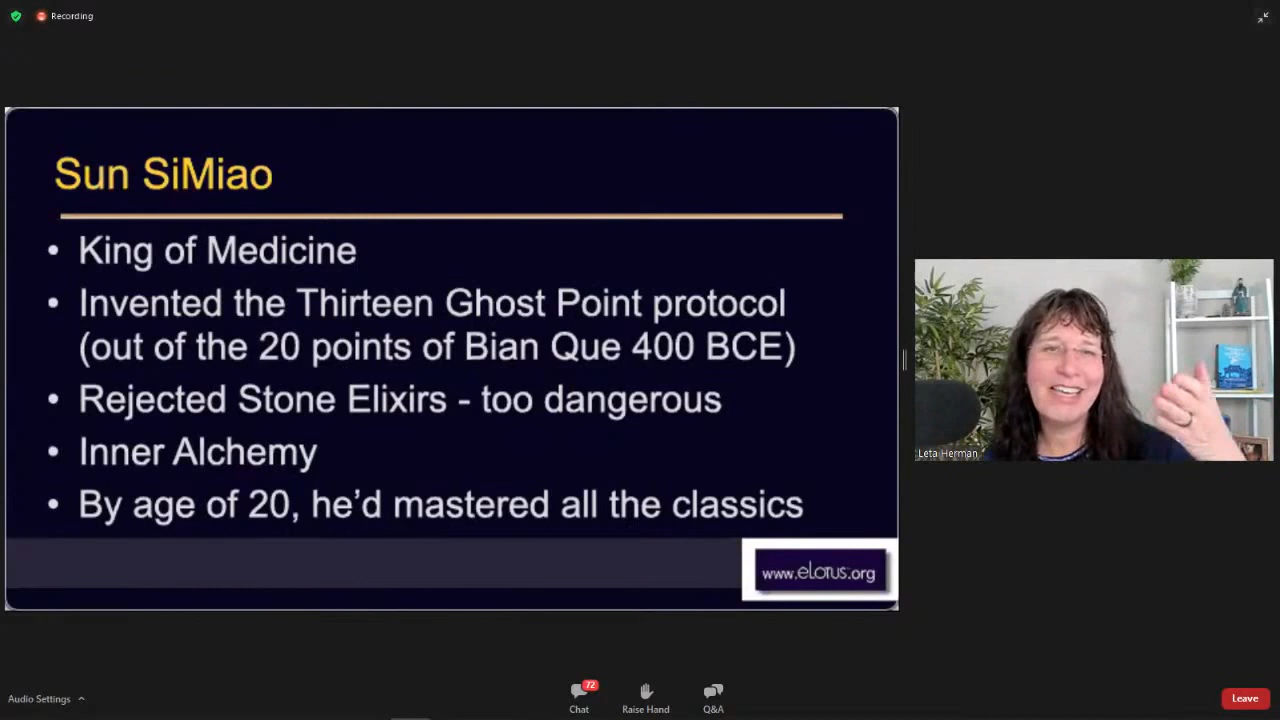 Recording
Sun SiMiao
• King of Medicine
• Invented the Thirteen Ghost Point protocol
(out of the 20 points of Bian Que 400 BCE)
• Rejected Stone Elixirs - too dangerous
• Inner Alchemy
• By age of 20, he’d mastered all the classics
www.eLotus.org
Leta Herman
Audio Settings
72
Chat
Raise Hand
Q&A
Leave